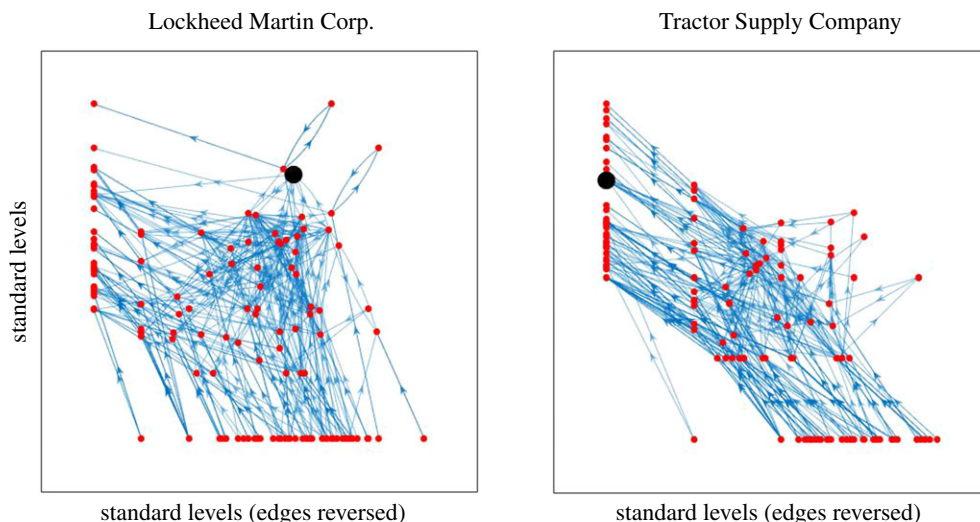 Lockheed Martin Corp.
Tractor Supply Company
standard levels
standard levels (edges reversed)
standard levels (edges reversed)